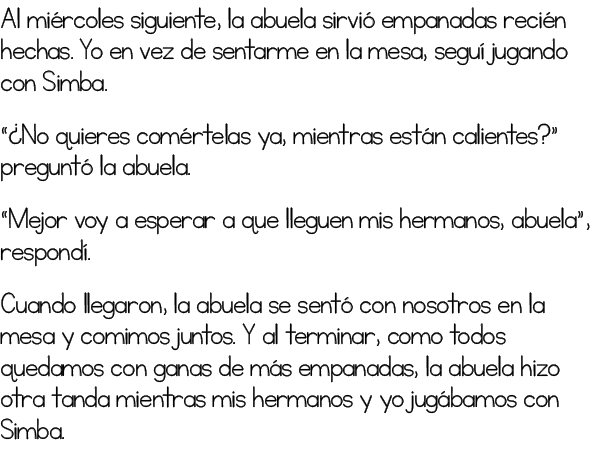 Al miércoles siguiente, la abuela sirvió empanadas recién
hechas. Yo en vez de sentarme en la mesa, seguí jugando
con Simba.
“¿No quieres comértelas ya, mientras están calientes?”
preguntó la abuela.
“Mejor voy a esperar a que lleguen mis hermanos, abuela”,
respondí.
Cuando llegaron, la abuela se sentó con nosotros en la
mesa y comimos juntos. Y al terminar, como todos
quedamos con ganas de más empanadas, la abuela hizo
otra tanda mientras mis hermanos y yo jugábamos con
Simba.